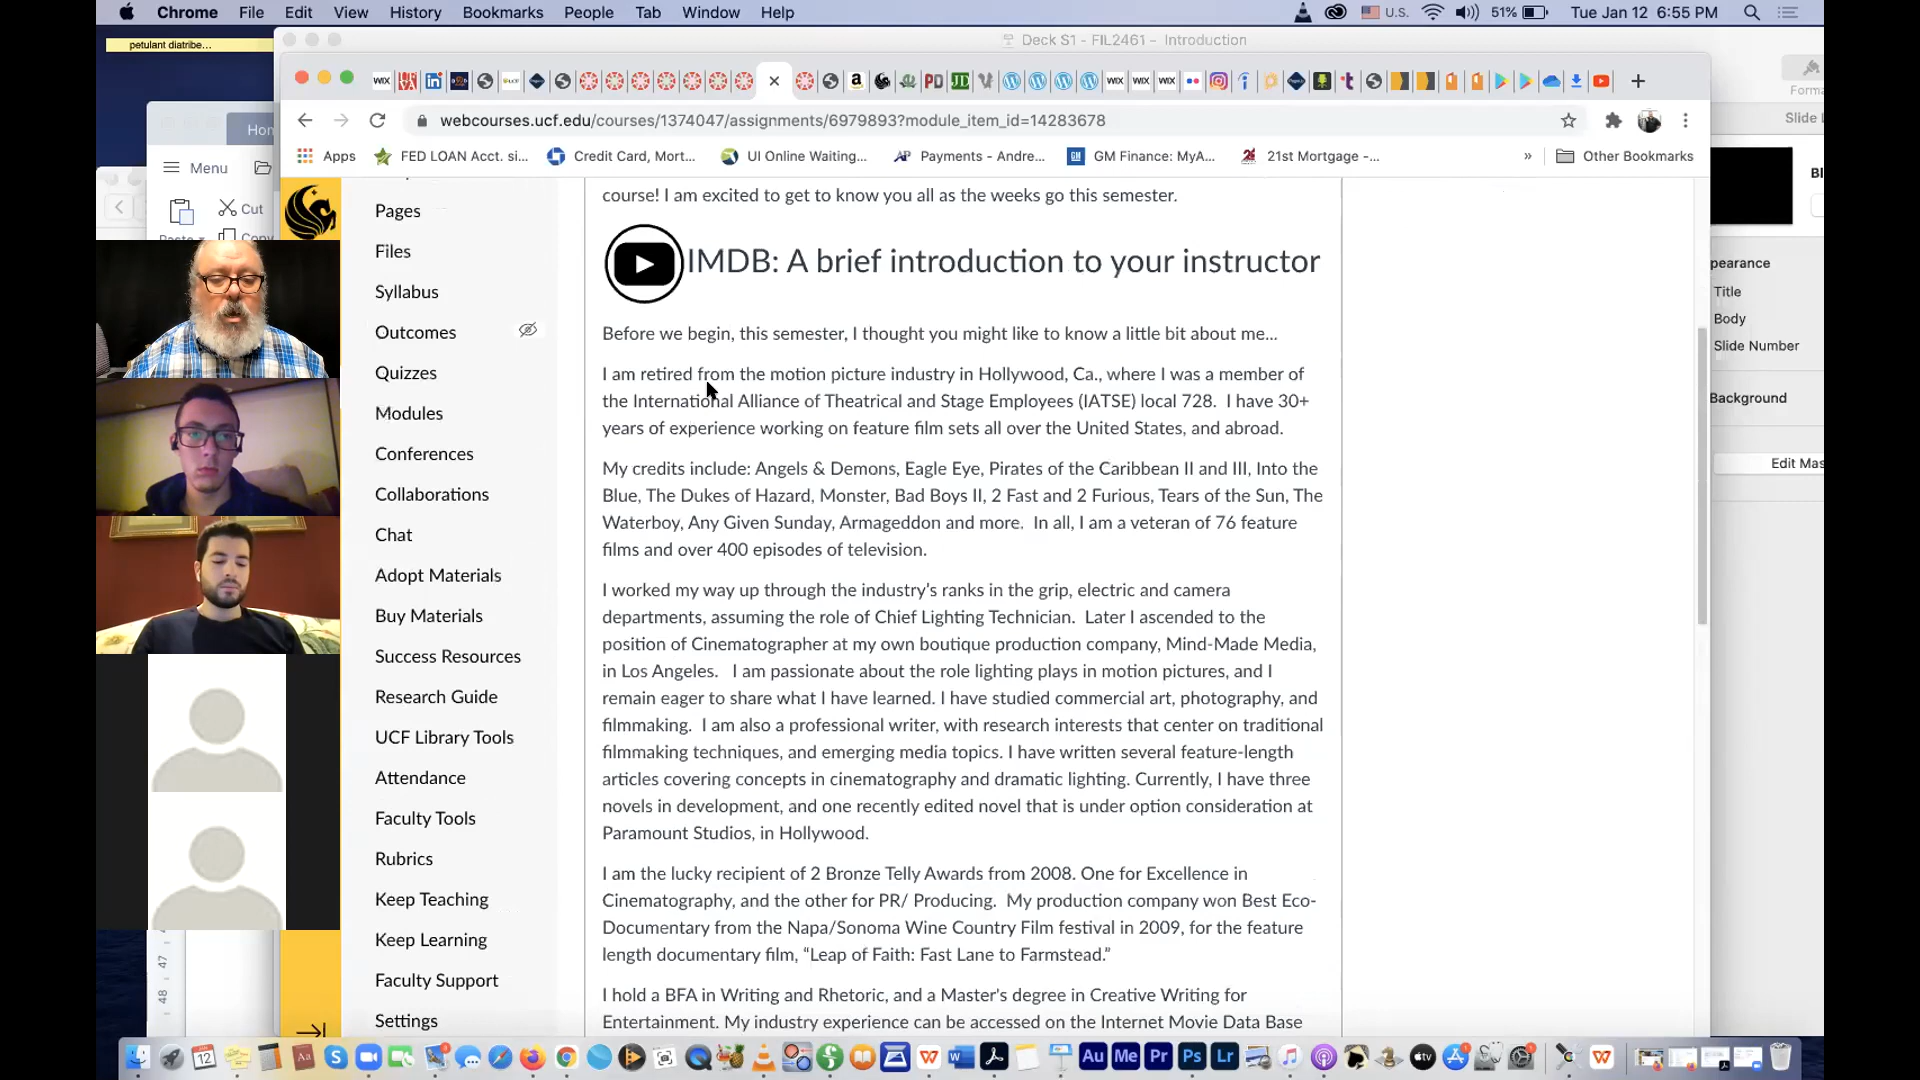 Chrome File Edit View History Bookmarks People Tab Window Help U.S. 51% Tue Jan 12 6:55 PM
petulant diatribe...
Deck S1 - FIL2461 - Introduction
webcourses.ucf.edu/courses/1374047/assignments/6979893?module_item_id=14283678
Apps FED LOAN Acct. si... Credit Card, Mort... UI Online Waiting... Payments - Andre... GM Finance: MyA... 21st Mortgage -... » Other Bookmarks
Menu
Cut
Copy
Pages
Files
Syllabus
Outcomes
Quizzes
Modules
Conferences
Collaborations
Chat
Adopt Materials
Buy Materials
Success Resources
Research Guide
UCF Library Tools
Attendance
Faculty Tools
Rubrics
Keep Teaching
Keep Learning
Faculty Support
Settings
course! I am excited to get to know you all as the weeks go this semester.
IMDB: A brief introduction to your instructor
Before we begin, this semester, I thought you might like to know a little bit about me...
I am retired from the motion picture industry in Hollywood, Ca., where I was a member of
the International Alliance of Theatrical and Stage Employees (IATSE) local 728. I have 30+
years of experience working on feature film sets all over the United States, and abroad.
My credits include: Angels & Demons, Eagle Eye, Pirates of the Caribbean II and III, Into the
Blue, The Dukes of Hazard, Monster, Bad Boys II, 2 Fast and 2 Furious, Tears of the Sun, The
Waterboy, Any Given Sunday, Armageddon and more. In all, I am a veteran of 76 feature
films and over 400 episodes of television.
I worked my way up through the industry's ranks in the grip, electric and camera
departments, assuming the role of Chief Lighting Technician. Later I ascended to the
position of Cinematographer at my own boutique production company, Mind-Made Media,
in Los Angeles. I am passionate about the role lighting plays in motion pictures, and I
remain eager to share what I have learned. I have studied commercial art, photography, and
filmmaking. I am also a professional writer, with research interests that center on traditional
filmmaking techniques, and emerging media topics. I have written several feature-length
articles covering concepts in cinematography and dramatic lighting. Currently, I have three
novels in development, and one recently edited novel that is under option consideration at
Paramount Studios, in Hollywood.
I am the lucky recipient of 2 Bronze Telly Awards from 2008. One for Excellence in
Cinematography, and the other for PR/ Producing. My production company won Best Eco-
Documentary from the Napa/Sonoma Wine Country Film festival in 2009, for the feature
length documentary film, “Leap of Faith: Fast Lane to Farmstead.”
I hold a BFA in Writing and Rhetoric, and a Master's degree in Creative Writing for
Entertainment. My industry experience can be accessed on the Internet Movie Data Base
pearance
Title
Body
Slide Number
Background
Edit Mas
47
48
Au Me Pr Ps Lr